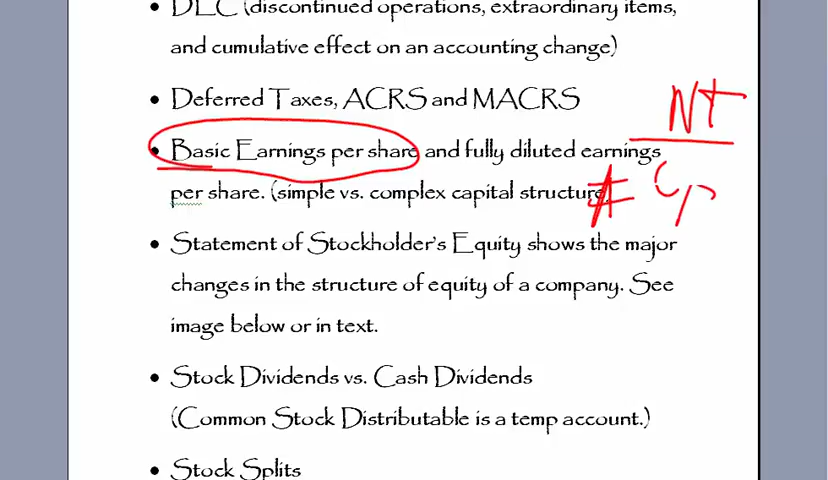 • DEC (discontinued operations, extraordinary items,
and cumulative effect on an accounting change)
• Deferred Taxes, ACRS and MACRS
• Basic Earnings per share and fully diluted earnings
per share. (simple vs. complex capital structure
• Statement of Stockholder's Equity shows the major
changes in the structure of equity of a company. See
image below or in text.
• Stock Dividends vs. Cash Dividends
(Common Stock Distributable is a temp account.)
• Stock Splits